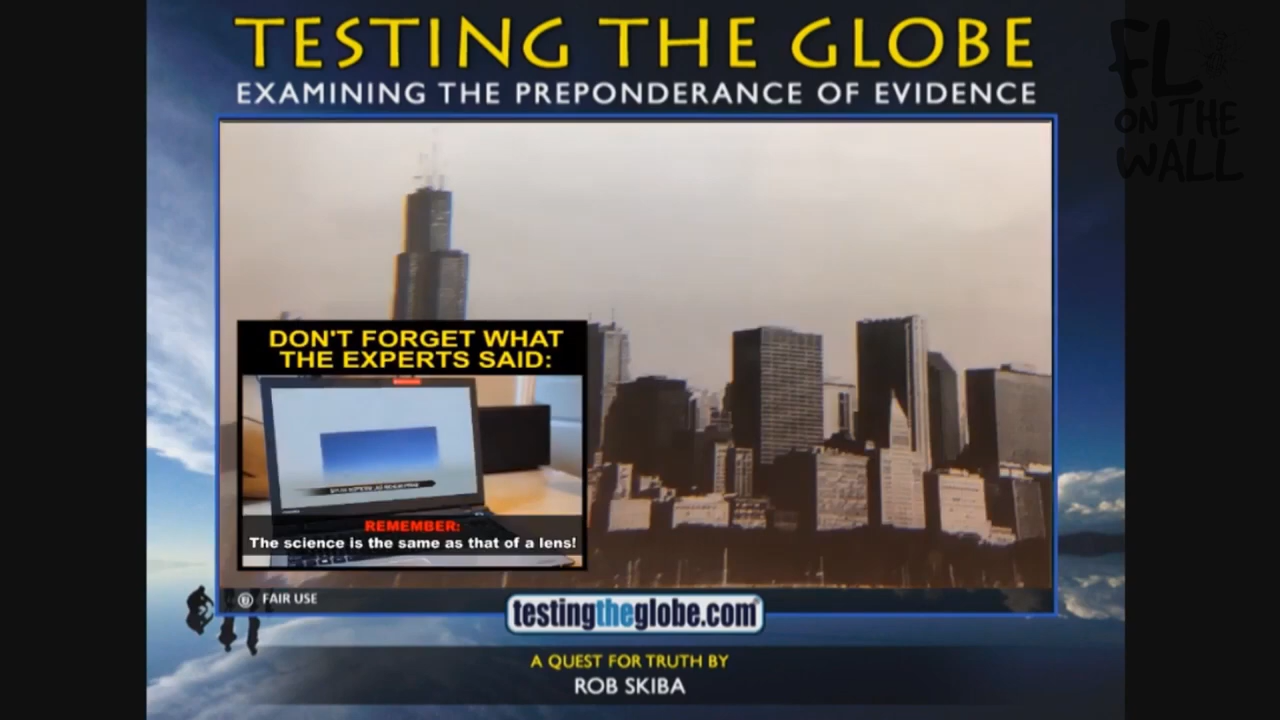 TESTING THE GLOBE
EXAMINING THE PREPONDERANCE OF EVIDENCE
FL
ON THE
WALL
DON'T FORGET WHAT
THE EXPERTS SAID:
REMEMBER:
The science is the same as that of a lens!
FAIR USE
testingtheglobe.com
A QUEST FOR TRUTH BY
ROB SKIBA